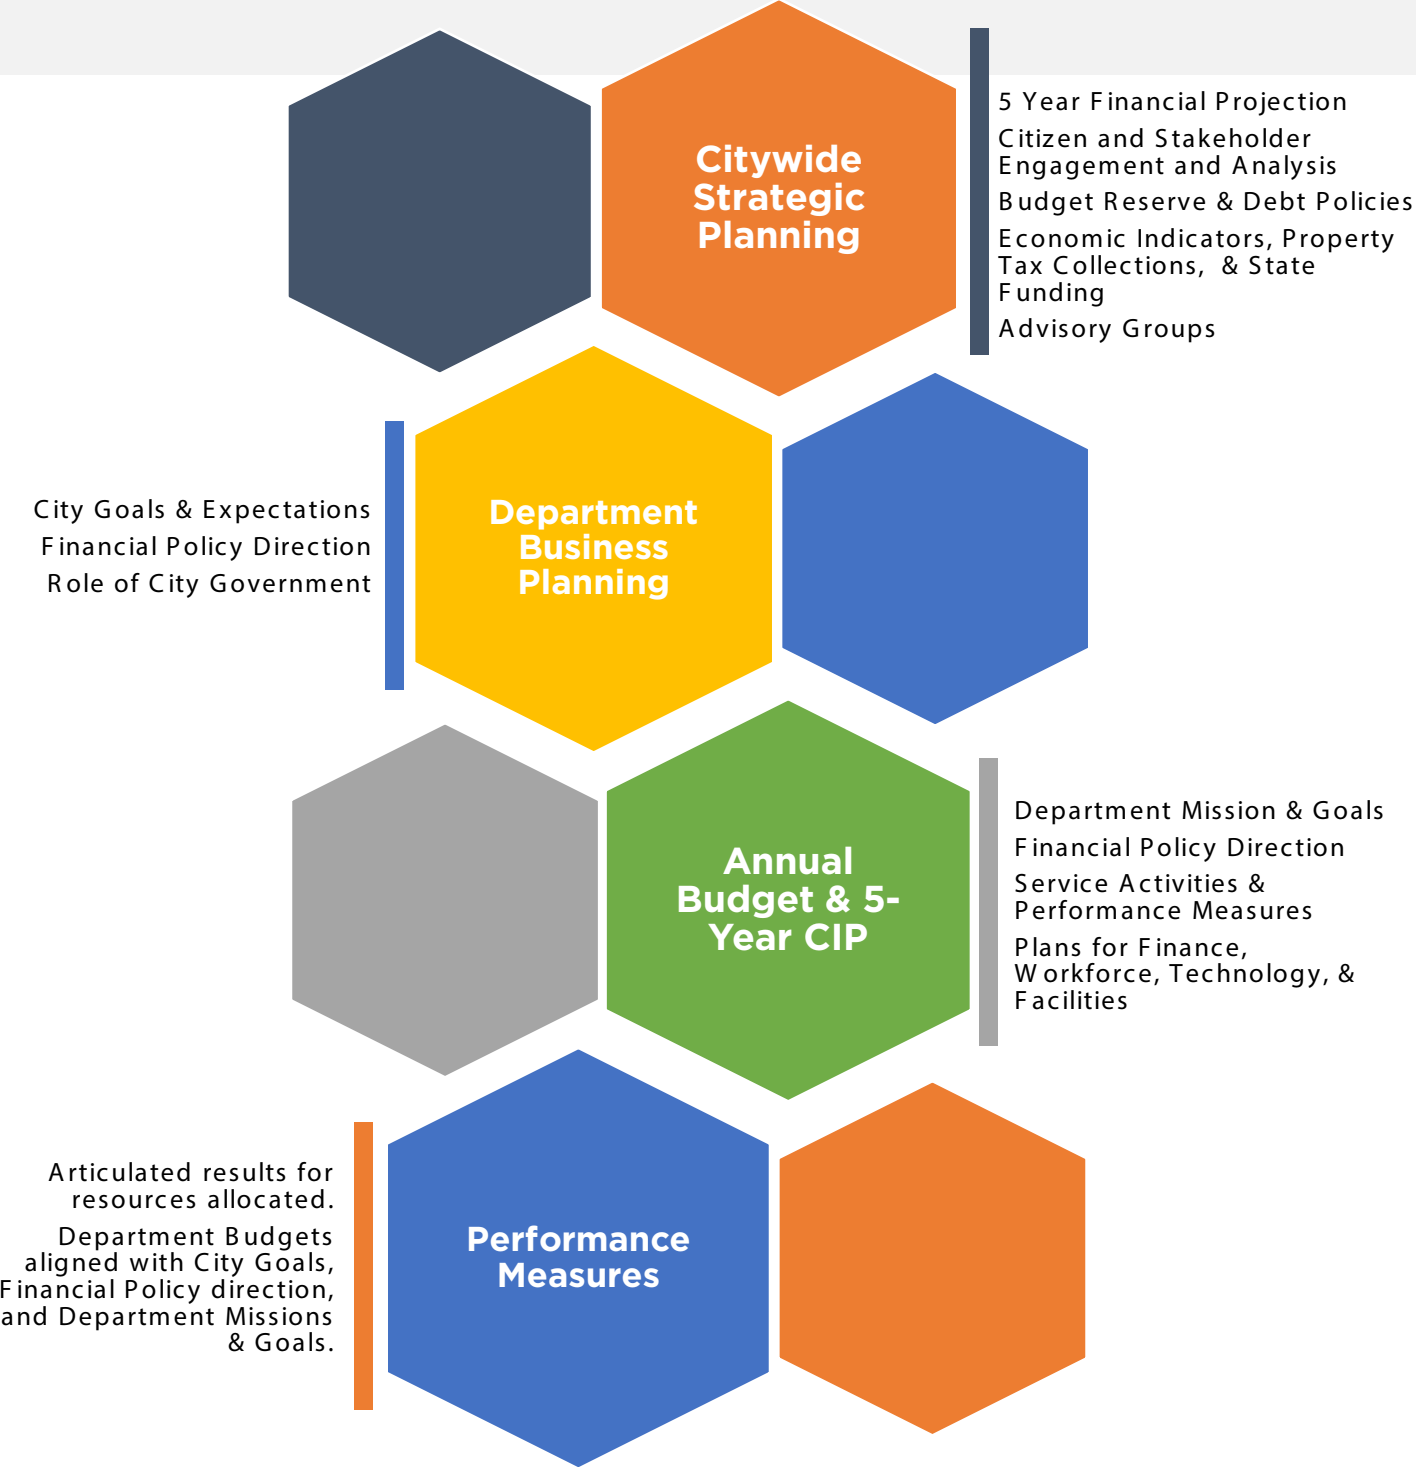 Citywide
Strategic
Planning
5 Year Financial Projection
Citizen and Stakeholder
Engagement and Analysis
Budget Reserve & Debt Policies
Economic Indicators, Property
Tax Collections, & State
Funding
Advisory Groups
City Goals & Expectations
Financial Policy Direction
Role of City Government
Department
Business
Planning
Annual
Budget & 5-
Year CIP
Department Mission & Goals
Financial Policy Direction
Service Activities &
Performance Measures
Plans for Finance,
Workforce, Technology, &
Facilities
Articulated results for
resources allocated.
Department Budgets
aligned with City Goals,
Financial Policy direction,
and Department Missions
& Goals.
Performance
Measures